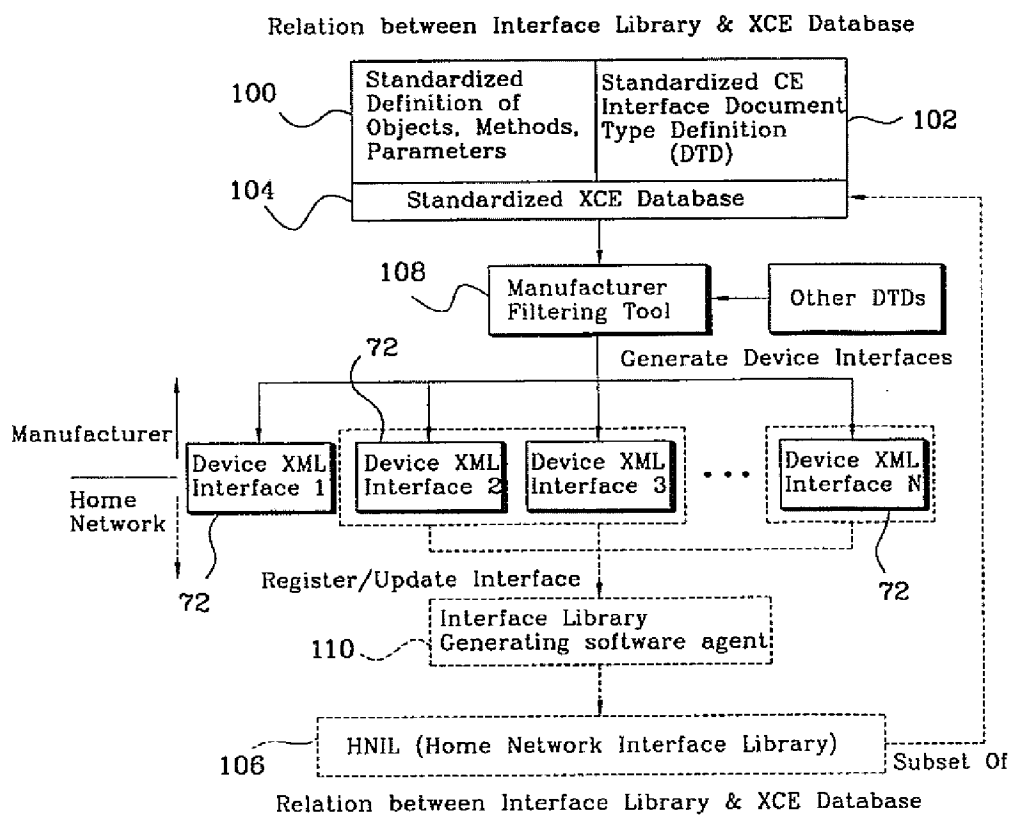 Relation between Interface Library & XCE Database
100
Standardized
Definition of
Objects, Methods,
Parameters
Standardized CE
Interface Document
Type Definition
(DTD)
102
104
Standardized XCE Database
108
Manufacturer
Filtering Tool
Other DTDs
72
Generate Device Interfaces
Manufacturer
Home
Network
Device XML
Interface 1
Device XML
Interface 2
Device XML
Interface 3
Device XML
Interface N
72
Register/Update Interface
72
110
Interface Library
Generating software agent
106
HNIL (Home Network Interface Library)
Subset Of
Relation between Interface Library & XCE Database